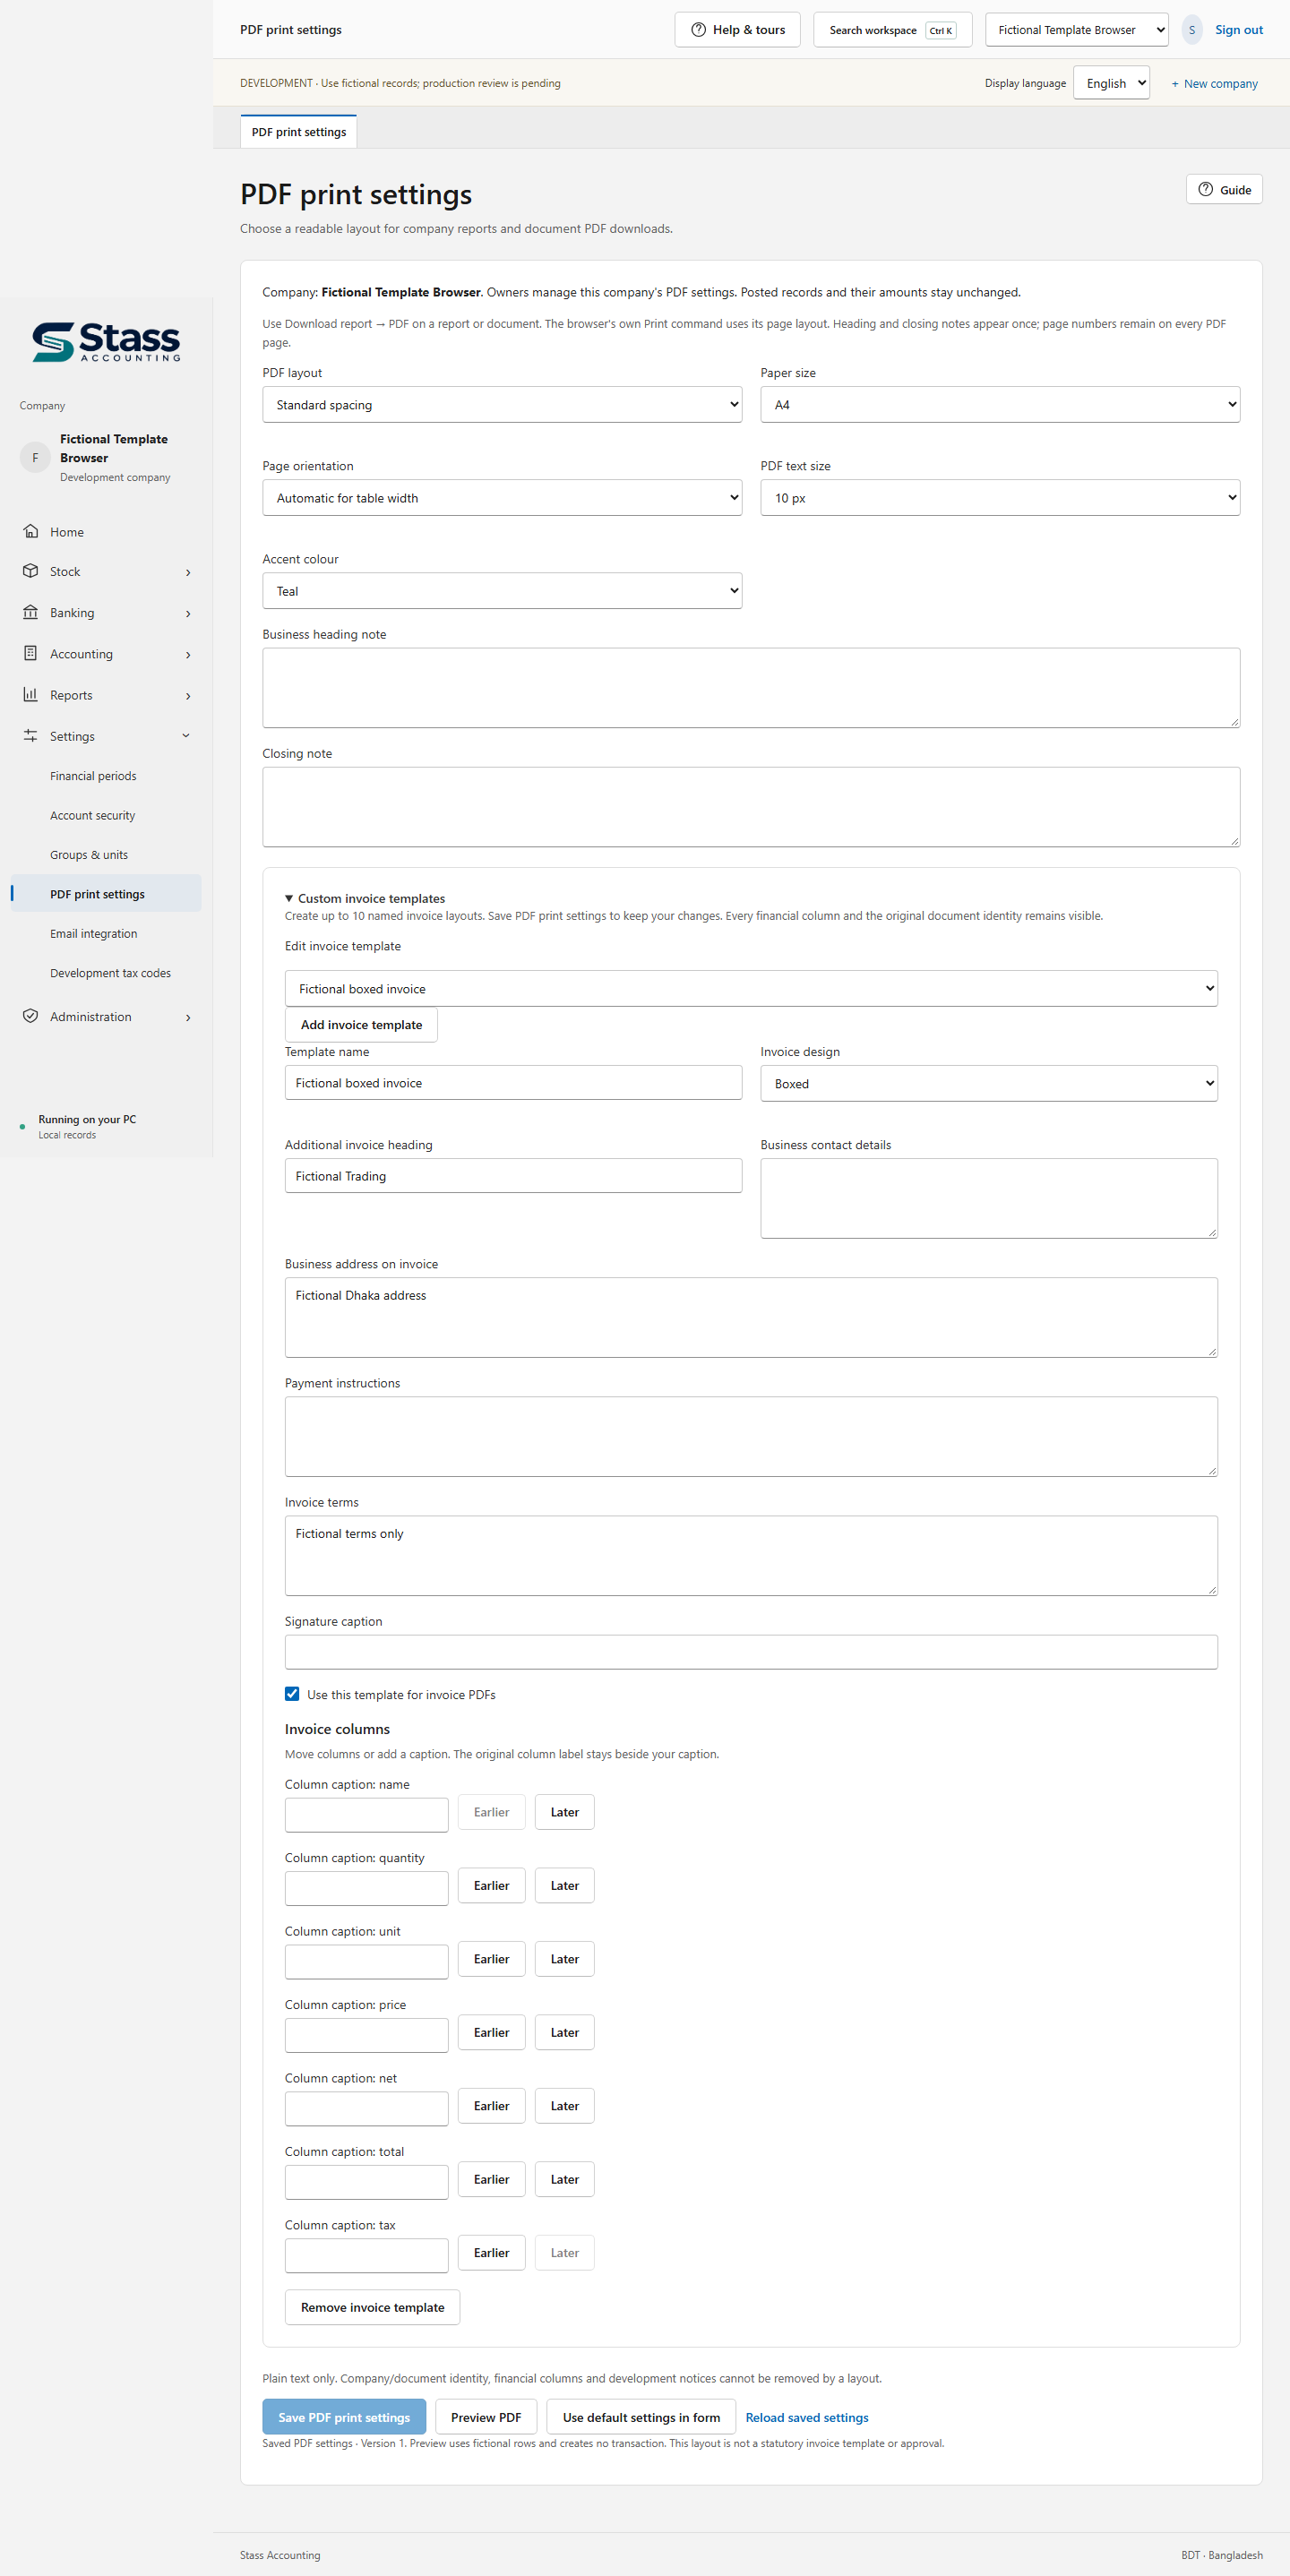 PDF print settings
Help & tours
Search workspace Ctrl K
Fictional Template Browser
S
Sign out
DEVELOPMENT · Use fictional records; production review is pending
Display language
English
+ New company
PDF print settings
PDF print settings
Guide
Choose a readable layout for company reports and document PDF downloads.
Stass
ACCOUNTING
Company
F
Fictional Template
Browser
Development company
Home
Stock
Banking
Accounting
Reports
Settings
Financial periods
Account security
Groups & units
PDF print settings
Email integration
Development tax codes
Administration
Running on your PC
Local records
Company: Fictional Template Browser. Owners manage this company's PDF settings. Posted records and their amounts stay unchanged.
Use Download report → PDF on a report or document. The browser's own Print command uses its page layout. Heading and closing notes appear once; page numbers remain on every PDF
page.
PDF layout
Standard spacing
Paper size
A4
Page orientation
Automatic for table width
PDF text size
10 px
Accent colour
Teal
Business heading note
Closing note
▼ Custom invoice templates
Create up to 10 named invoice layouts. Save PDF print settings to keep your changes. Every financial column and the original document identity remains visible.
Edit invoice template
Fictional boxed invoice
Add invoice template
Template name
Fictional boxed invoice
Invoice design
Boxed
Additional invoice heading
Fictional Trading
Business contact details
Business address on invoice
Fictional Dhaka address
Payment instructions
Invoice terms
Fictional terms only
Signature caption
Use this template for invoice PDFs
Invoice columns
Move columns or add a caption. The original column label stays beside your caption.
Column caption: name
Earlier Later
Column caption: quantity
Earlier Later
Column caption: unit
Earlier Later
Column caption: price
Earlier Later
Column caption: net
Earlier Later
Column caption: total
Earlier Later
Column caption: tax
Earlier Later
Remove invoice template
Plain text only. Company/document identity, financial columns and development notices cannot be removed by a layout.
Save PDF print settings
Preview PDF
Use default settings in form
Reload saved settings
Saved PDF settings · Version 1. Preview uses fictional rows and creates no transaction. This layout is not a statutory invoice template or approval.
Stass Accounting
BDT · Bangladesh